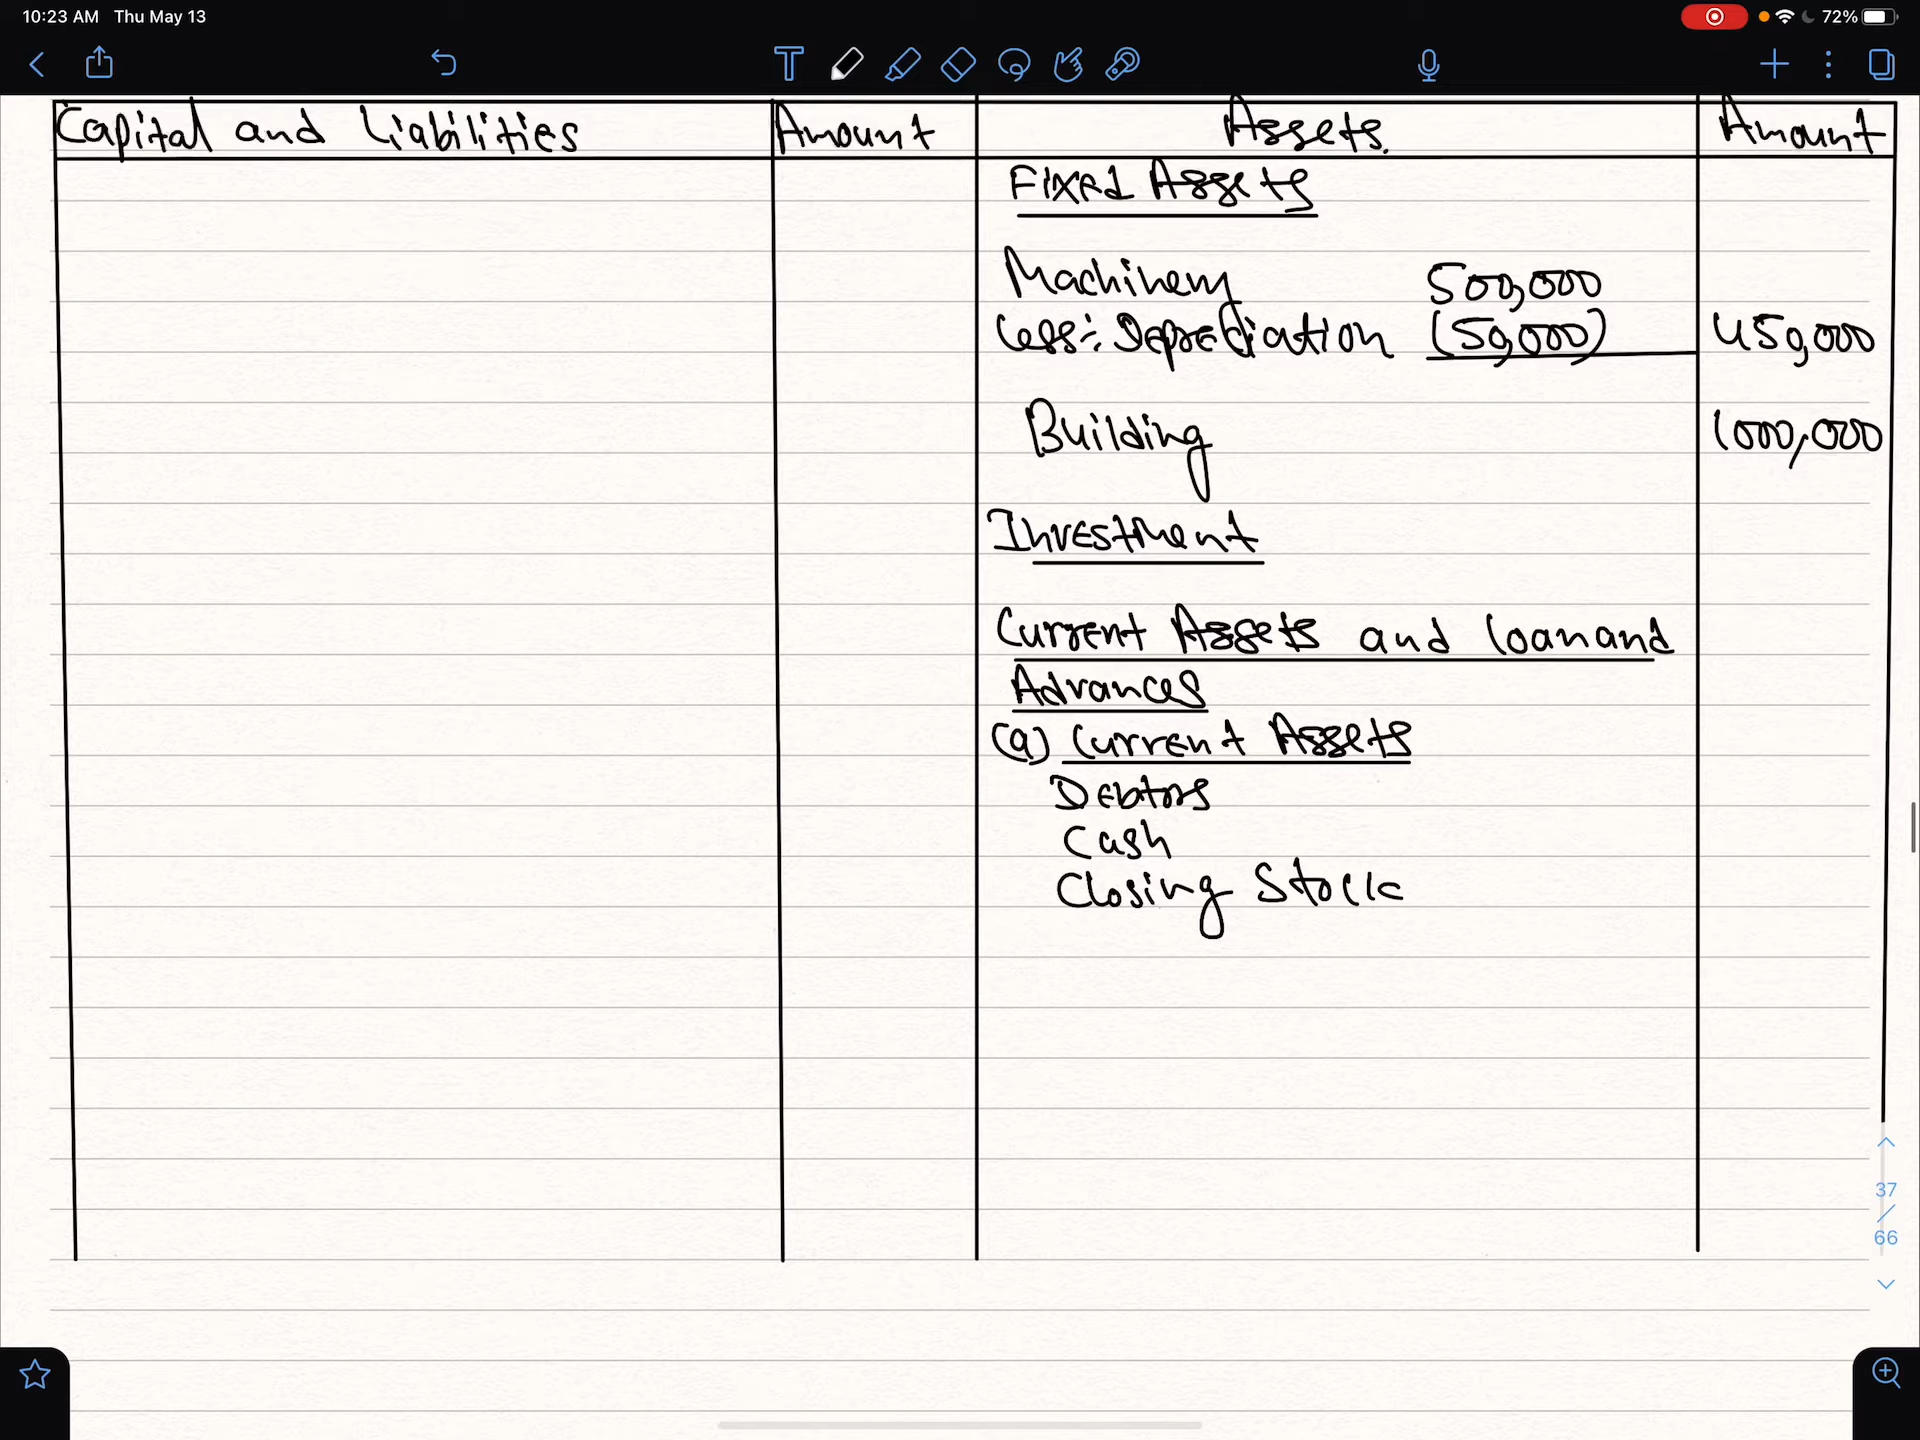 10:23 AM Thu May 13
72%
Capital and Liabilities Amount Assets. Amount
Fixed Assets
Machinery 500,000
Less:- Depreciation (50,000) 450,000
Building 1000,000
Investment
Current Assets and loan and
Advances
(a) Current Assets
Debtors
Cash
Closing Stock
37
/
66